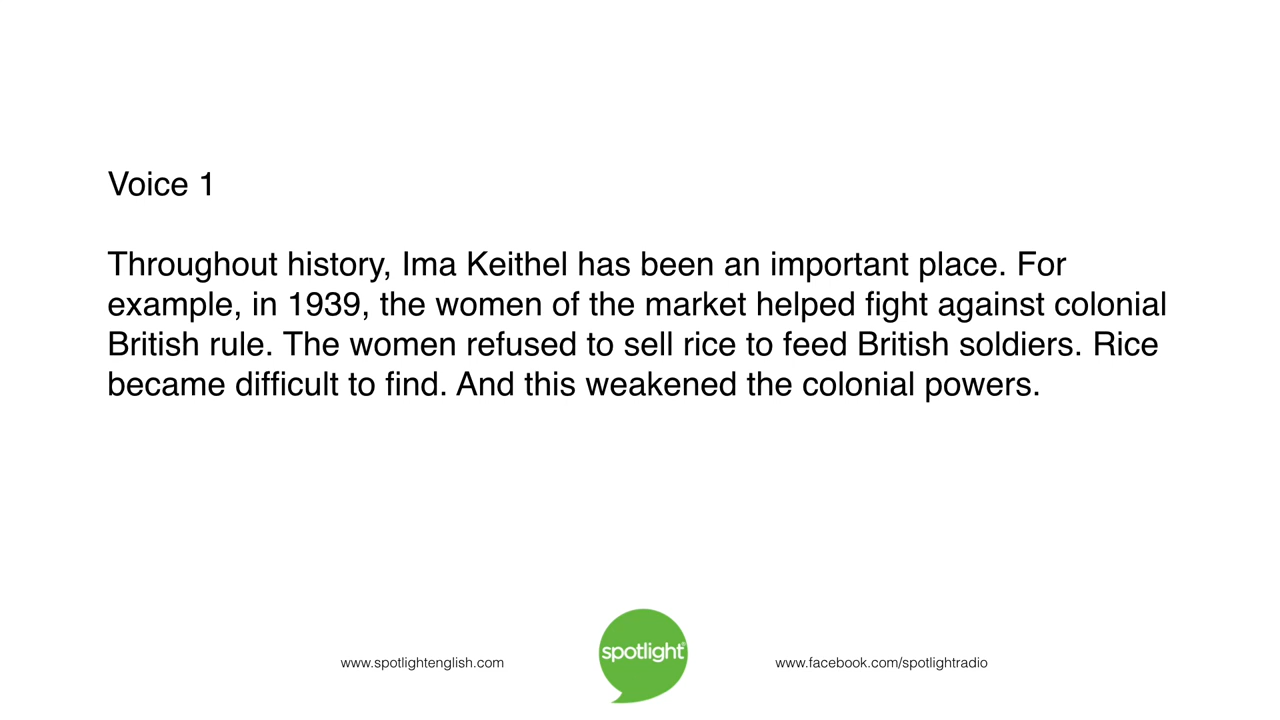 Voice 1
Throughout history, Ima Keithel has been an important place. For
example, in 1939, the women of the market helped fight against colonial
British rule. The women refused to sell rice to feed British soldiers. Rice
became difficult to find. And this weakened the colonial powers.
www.spotlightenglish.com
spotlight®
www.facebook.com/spotlightradio